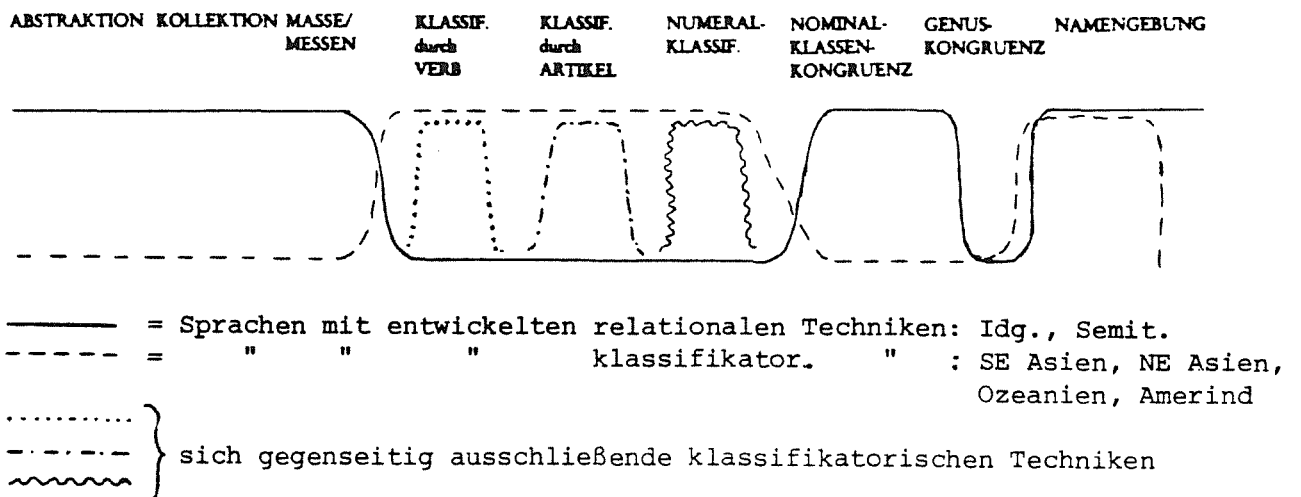 ABSTRAKTION KOLLEKTION MASSE/ KLASSIF. KLASSIF. NUMERAL- NOMINAL- GENUS- NAMENGEBUNG
MESSEN durch durch KLASSIF. KLASSEN- KONGRUENZ
VERB ARTIKEL KONGRUENZ
= Sprachen mit entwickelten relationalen Techniken: Idg., Semit.
= " " " klassifikator. " : SE Asien, NE Asien,
Ozeanien, Amerind
sich gegenseitig ausschließende klassifikatorischen Techniken